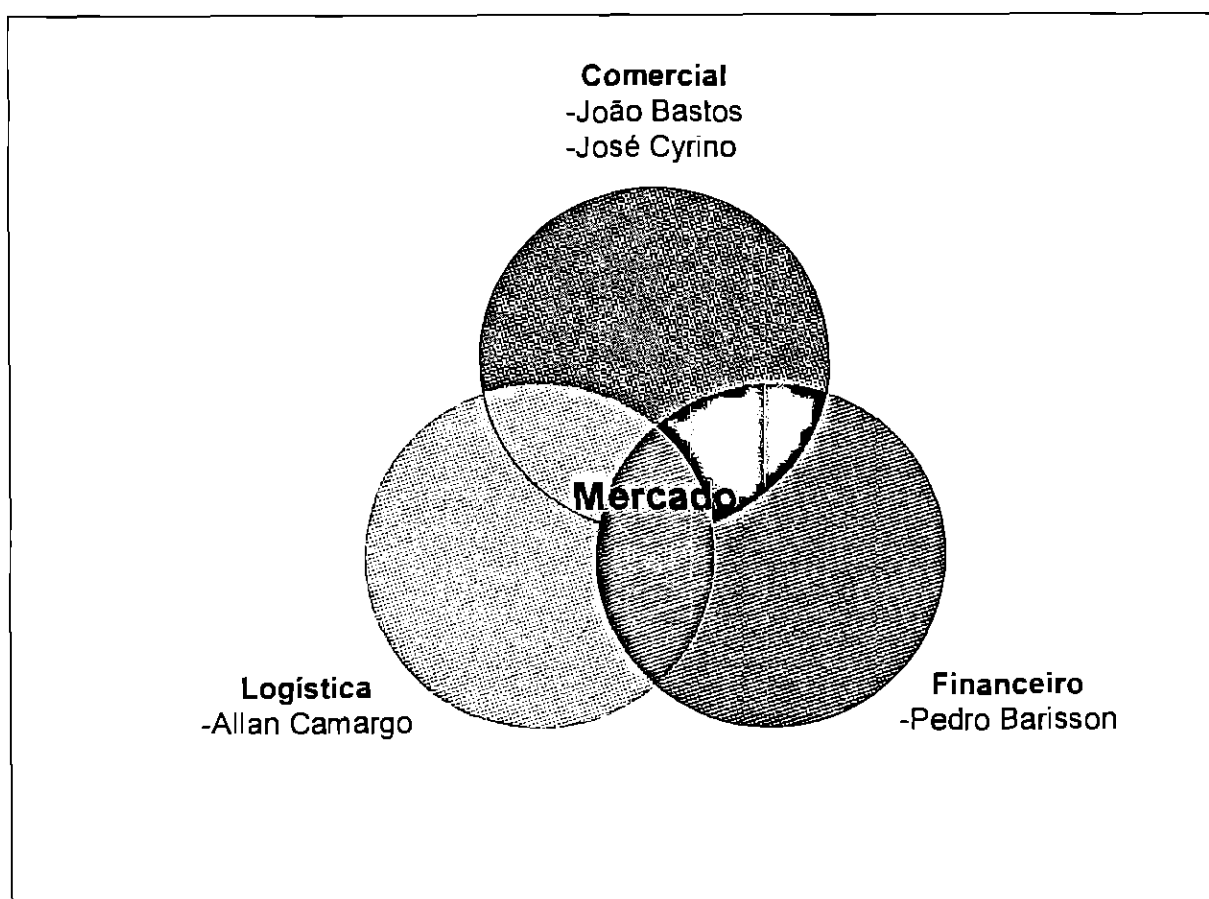 Comercial
-João Bastos
-José Cyrino
Mercado
Logística
-Allan Camargo
Financeiro
-Pedro Barisson